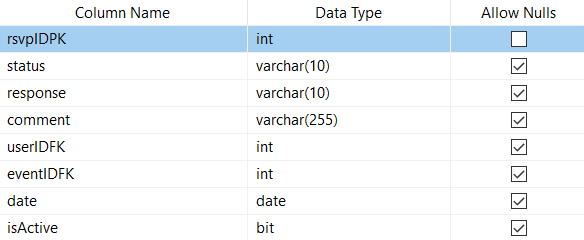 Column Name Data Type Allow Nulls
rsvpIDPK int
status varchar(10)
response varchar(10)
comment varchar(255)
userIDFK int
eventIDFK int
date date
isActive bit